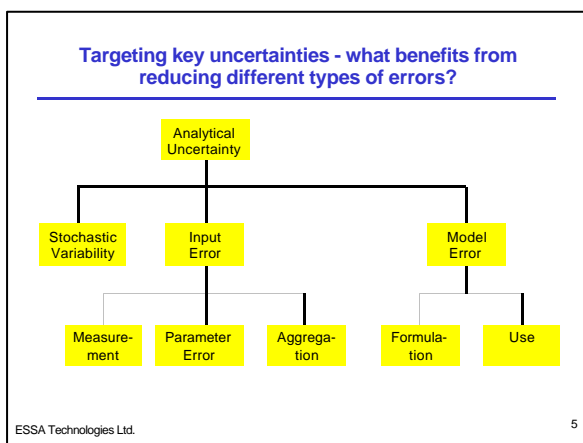 Targeting key uncertainties - what benefits from
reducing different types of errors?
Analytical
Uncertainty
Stochastic
Variability
Input
Error
Model
Error
Measure-
ment
Parameter
Error
Aggrega-
tion
Formula-
tion
Use
ESSA Technologies Ltd.
5